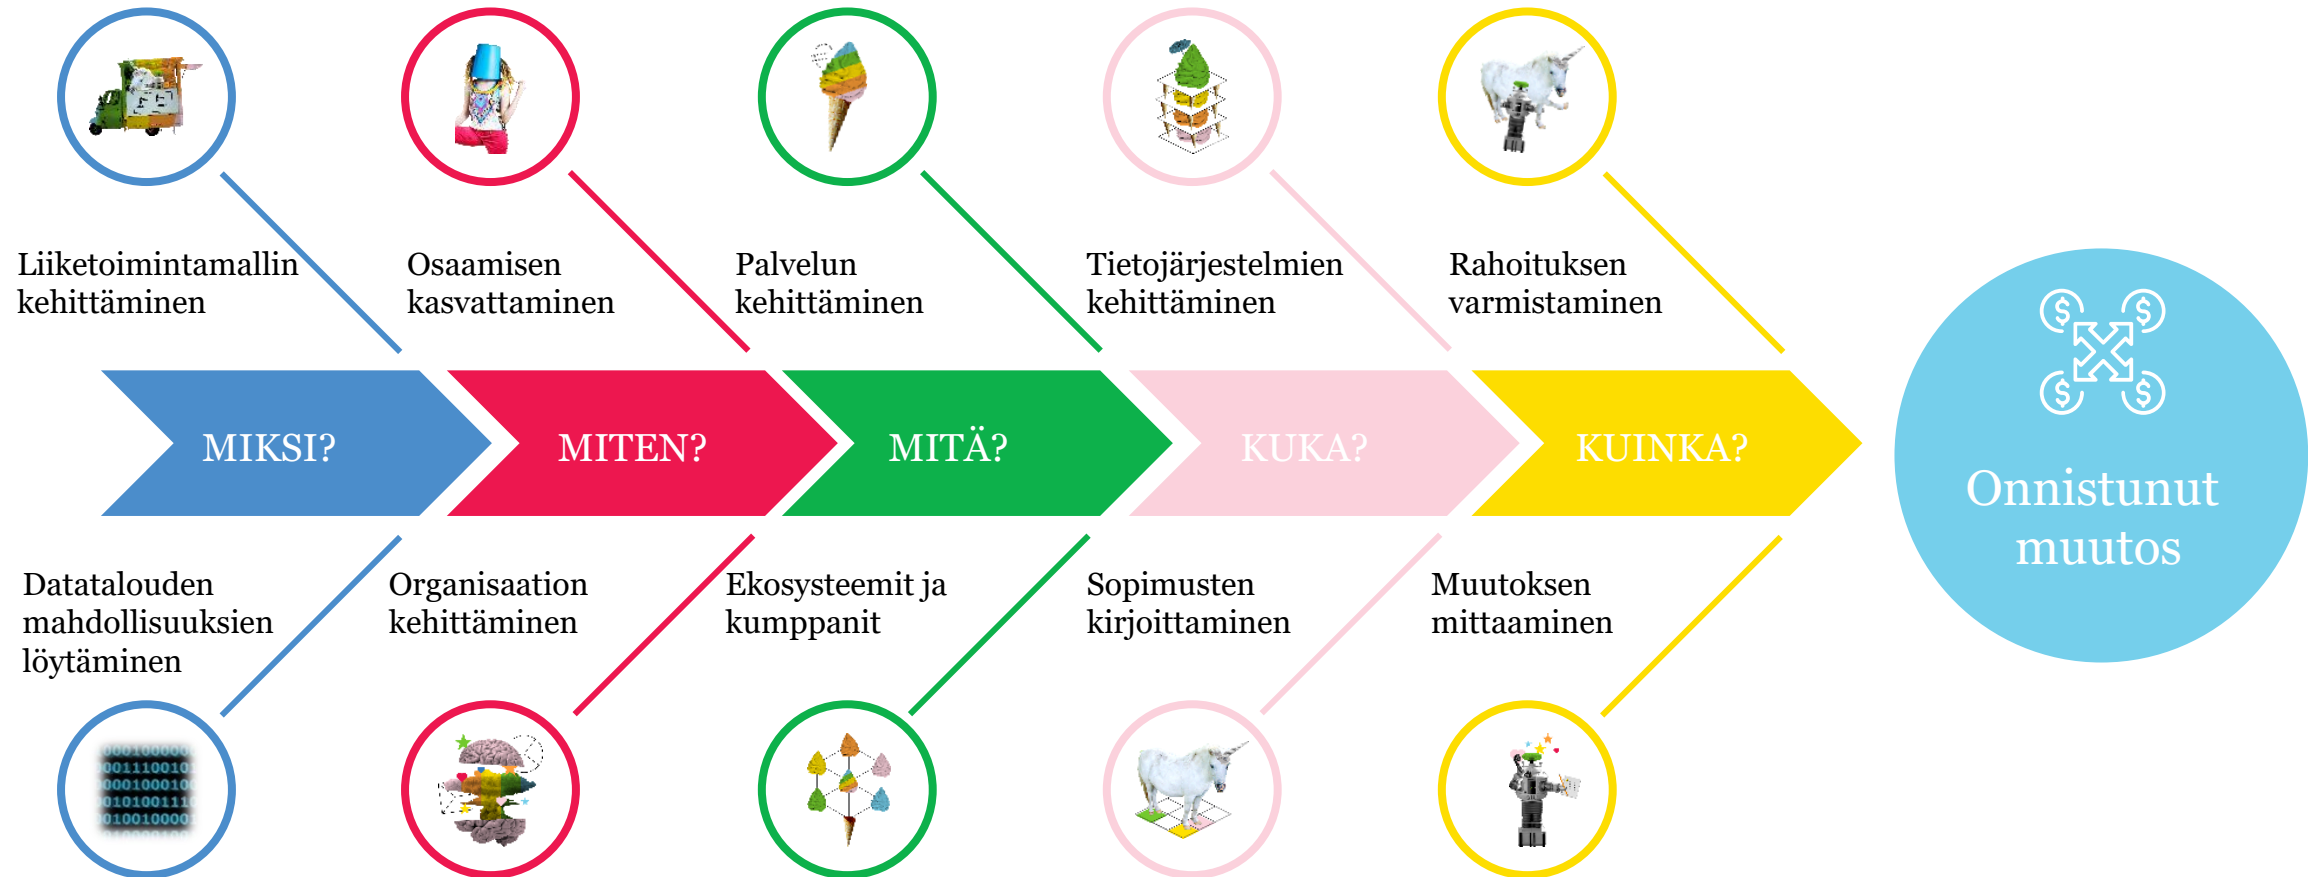 Liiketoimintamallin
kehittäminen
Osaamisen
kasvattaminen
Palvelun
kehittäminen
Tietojärjestelmien
kehittäminen
Rahoituksen
varmistaminen
MIKSI?
MITEN?
MITÄ?
KUKA?
KUINKA?
Onnistunut
muutos
Datatalouden
mahdollisuuksien
löytäminen
Organisaation
kehittäminen
Ekosysteemit ja
kumppanit
Sopimusten
kirjoittaminen
Muutoksen
mittaaminen